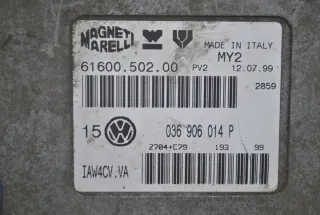 MAGNETI
MARELLI
MADE IN ITALY
MY2
61600.502.00 PV2 12.07.99
2859
15 036 906 014 P
2704+C79 193 99
IAW4CV.VA